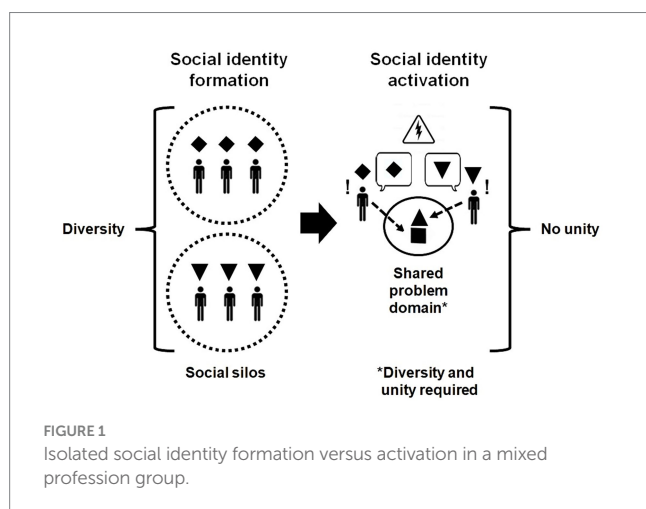 Social identity
formation
Social identity
activation
Diversity
! !
No unity
Shared
problem
domain*
Social silos
*Diversity and
unity required
FIGURE 1
Isolated social identity formation versus activation in a mixed
profession group.